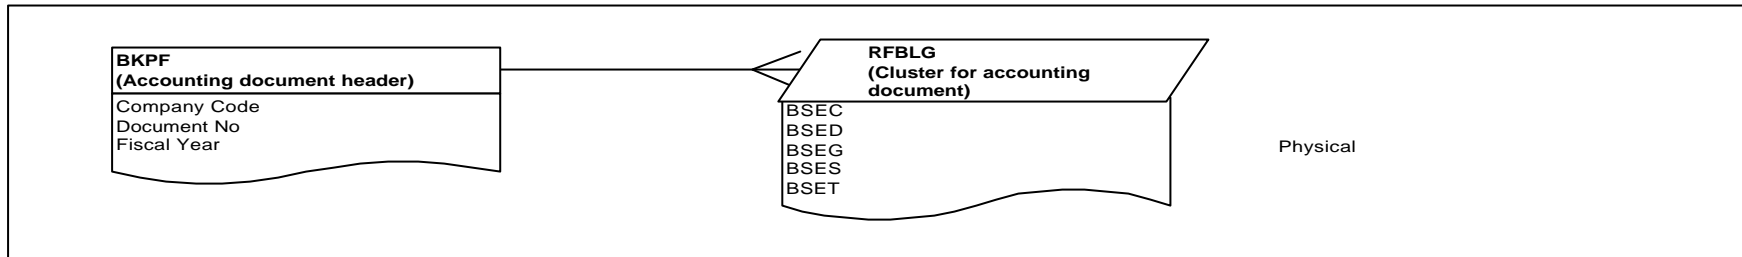 BKPF
(Accounting document header)
Company Code
Document No
Fiscal Year
RFBLG
(Cluster for accounting
document)
BSEC
BSED
BSEG
BSES
BSET
Physical